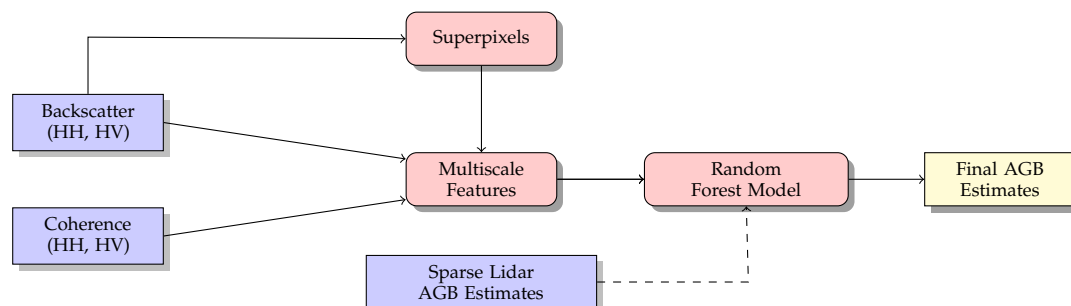 Superpixels
Backscatter
(HH, HV)
Multiscale
Features
Random
Forest Model
Final AGB
Estimates
Coherence
(HH, HV)
Sparse Lidar
AGB Estimates